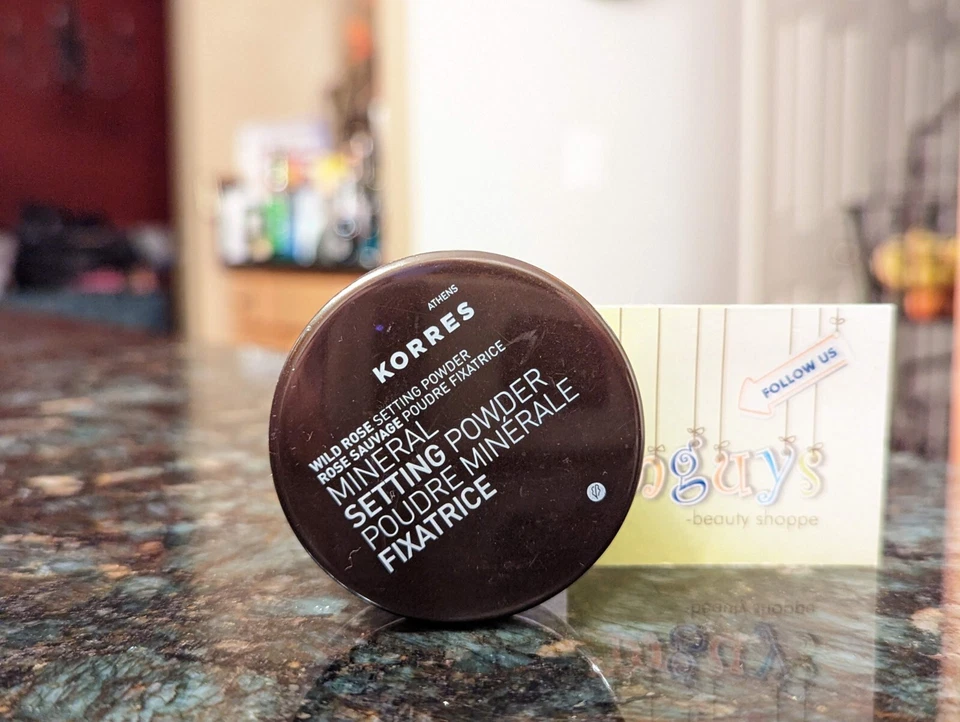 ATHENS
KORRES
WILD ROSE SETTING POWDER
ROSE SAUVAGE POUDRE FIXATRICE
MINERAL
SETTING POWDER
POUDRE MINÉRALE
FIXATRICE
FOLLOW US
guys
-beauty shoppe